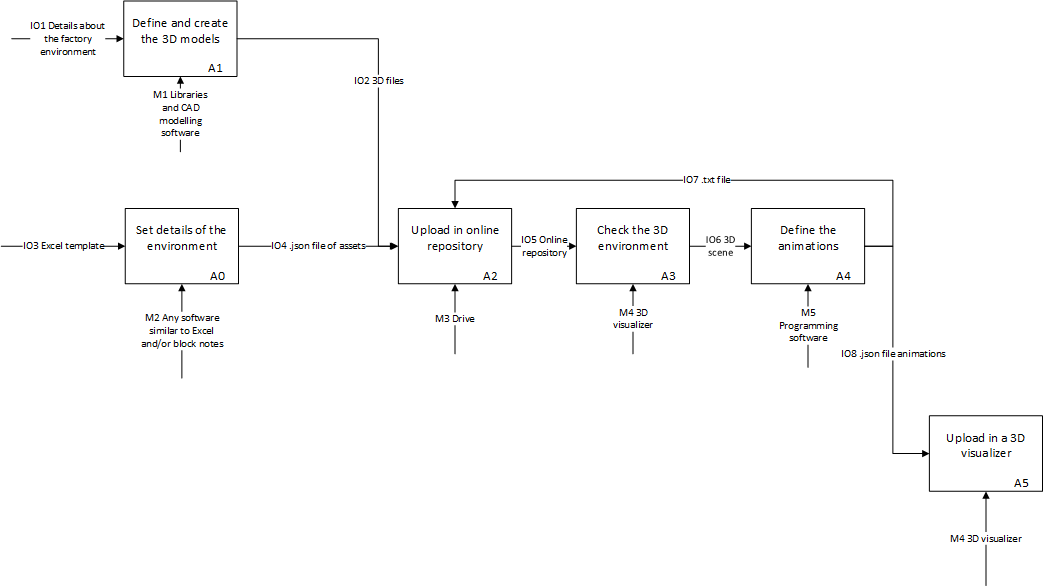 IO1 Details about
the factory
environment
Define and create
the 3D models
A1
IO2 3D files
M1 Libraries
and CAD
modelling
software
IO7 .txt file
IO3 Excel template
Set details of the
environment
A0
IO4 .json file of assets
Upload in online
repository
A2
IO5 Online
repository
Check the 3D
environment
A3
IO6 3D
scene
Define the
animations
A4
M2 Any software
similar to Excel
and/or block notes
M3 Drive
M4 3D
visualizer
M5
Programming
software
IO8 .json file animations
Upload in a 3D
visualizer
A5
M4 3D visualizer